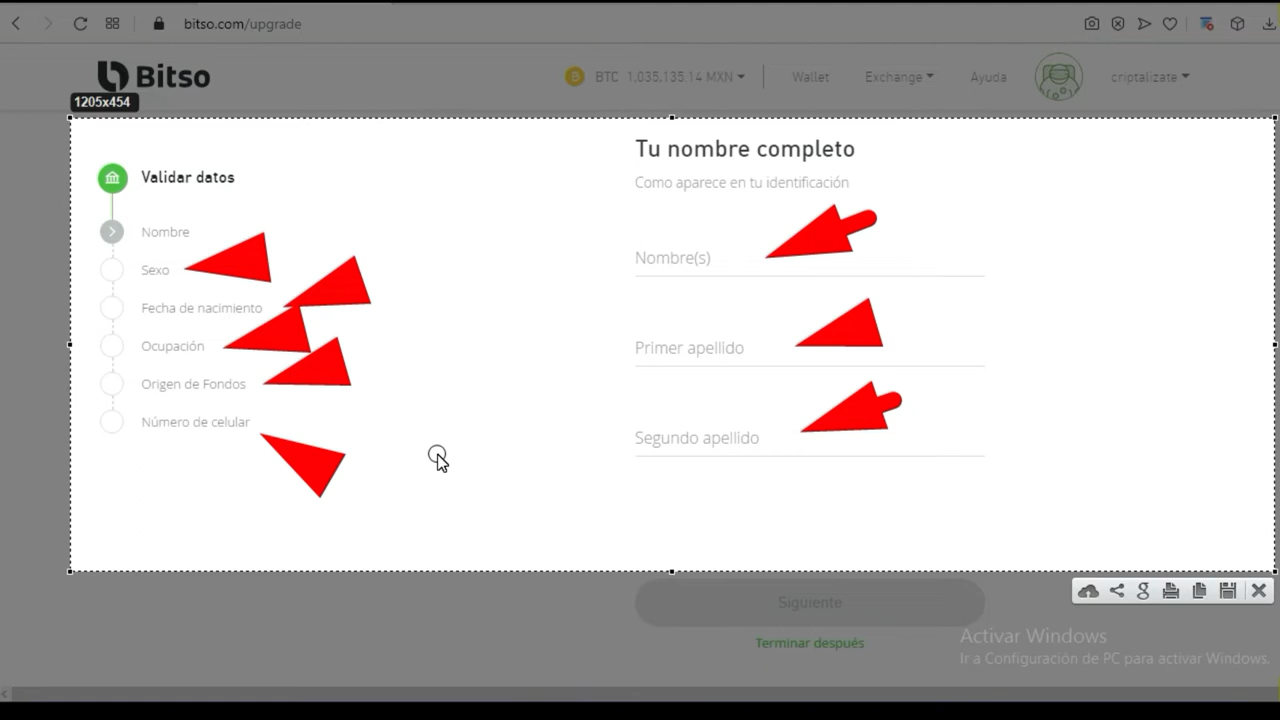 bitso.com/upgrade
Bitso
BTC 1,035,135.14 MXN
Wallet
Exchange
Ayuda
criptalizate
1205x454
Validar datos
Nombre
Sexo
Fecha de nacimiento
Ocupación
Origen de Fondos
Número de celular
Tu nombre completo
Como aparece en tu identificación
Nombre(s)
Primer apellido
Segundo apellido
Siguiente
Terminar después
Activar Windows
Ir a Configuración de PC para activar Windows.